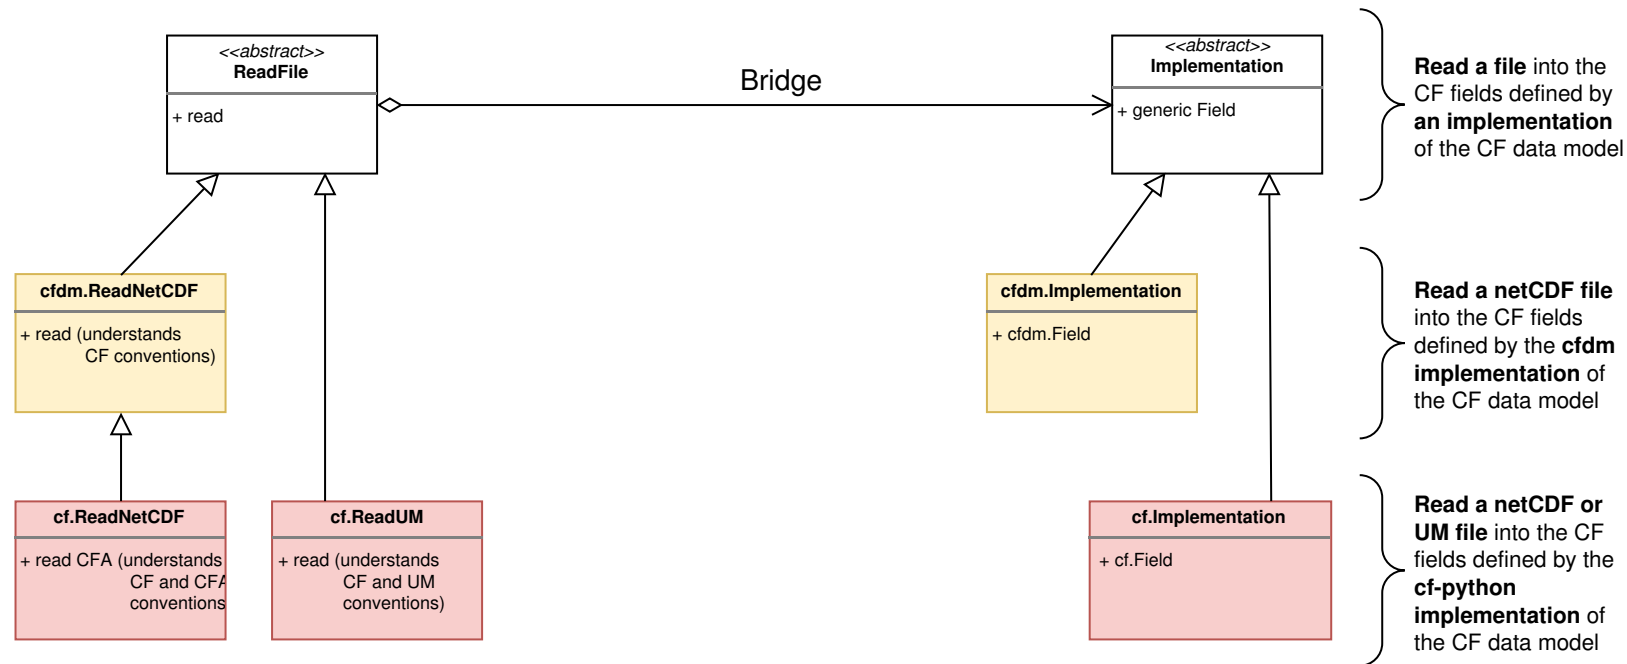 <<abstract>>
ReadFile
+ read
Bridge
<<abstract>>
Implementation
+ generic Field
Read a file into the
CF fields defined by
an implementation
of the CF data model
cfdm.ReadNetCDF
+ read (understands
CF conventions)
cfdm.Implementation
+ cfdm.Field
Read a netCDF file
into the CF fields
defined by the cfdm
implementation of
the CF data model
cf.ReadNetCDF
+ read CFA (understands
CF and CFA
conventions
cf.ReadUM
+ read (understands
CF and UM
conventions)
cf.Implementation
+ cf.Field
Read a netCDF or
UM file into the CF
fields defined by the
cf-python
implementation of
the CF data model